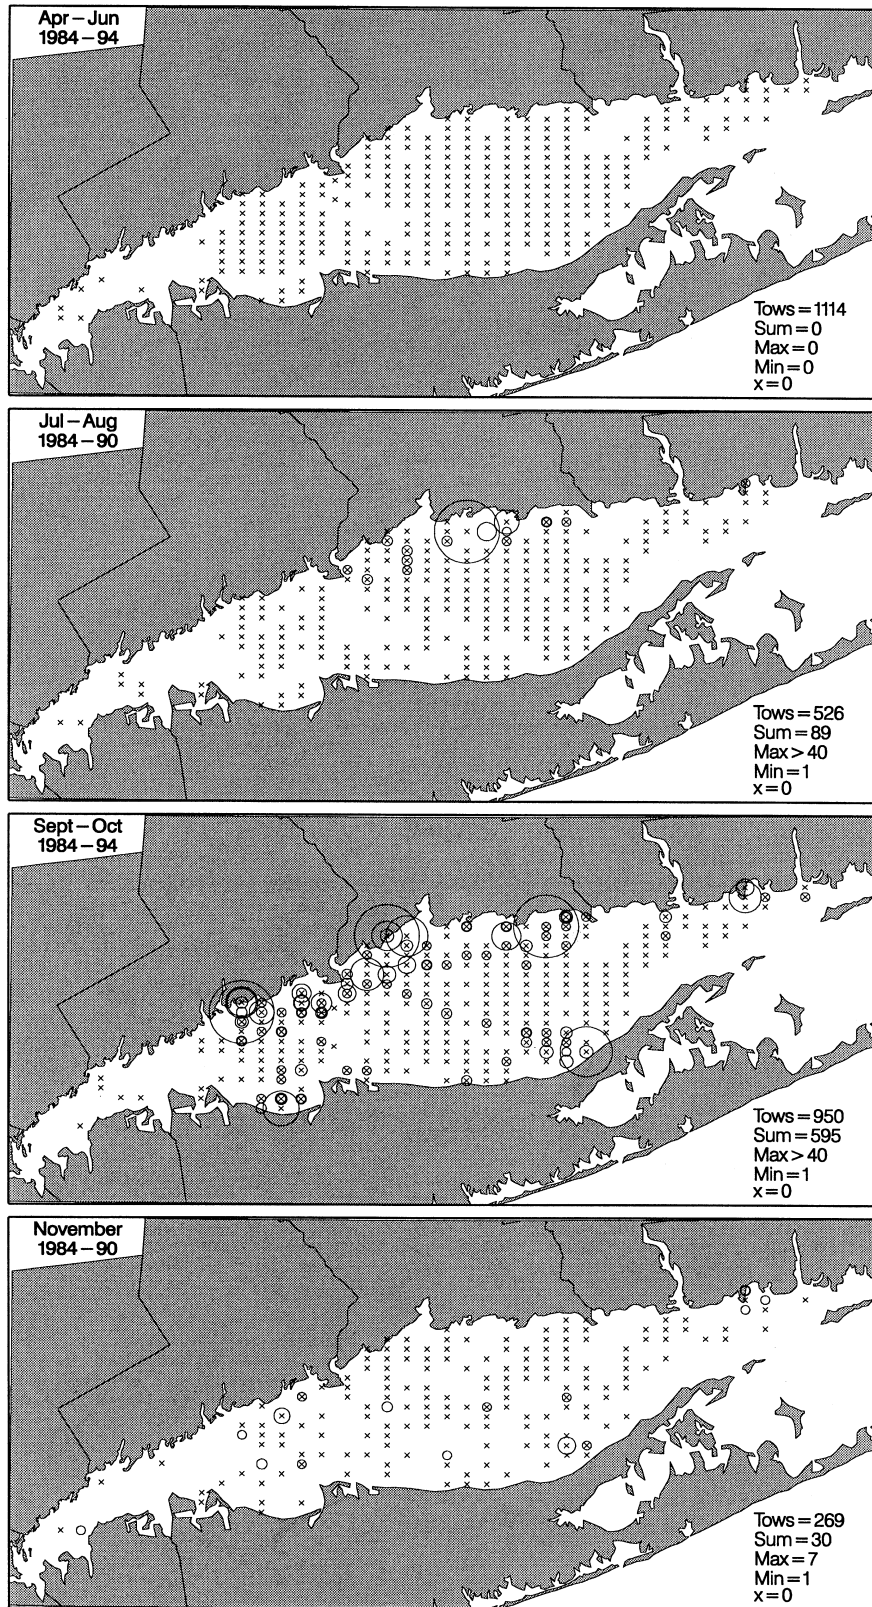 Apr – Jun
1984 – 94
Tows = 1114
Sum = 0
Max = 0
Min = 0
x = 0
Jul – Aug
1984 – 90
Tows = 526
Sum = 89
Max > 40
Min = 1
x = 0
Sept – Oct
1984 – 94
Tows = 950
Sum = 595
Max > 40
Min = 1
x = 0
November
1984 – 90
Tows = 269
Sum = 30
Max = 7
Min = 1
x = 0